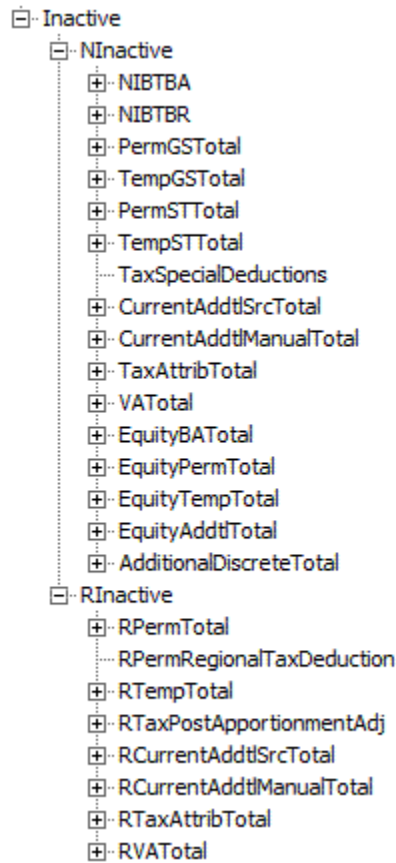 Inactive
NInactive
NIBTBA
NIBTBR
PermGSTotal
TempGSTotal
PermSTTotal
TempSTTotal
TaxSpecialDeductions
CurrentAddtlSrcTotal
CurrentAddtlManualTotal
TaxAttribTotal
VATotal
EquityBATotal
EquityPermTotal
EquityTempTotal
EquityAddtlTotal
AdditionalDiscreteTotal
RInactive
RPermTotal
RPermRegionalTaxDeduction
RTempTotal
RTaxPostApportionmentAdj
RCurrentAddtlSrcTotal
RCurrentAddtlManualTotal
RTaxAttribTotal
RVATotal